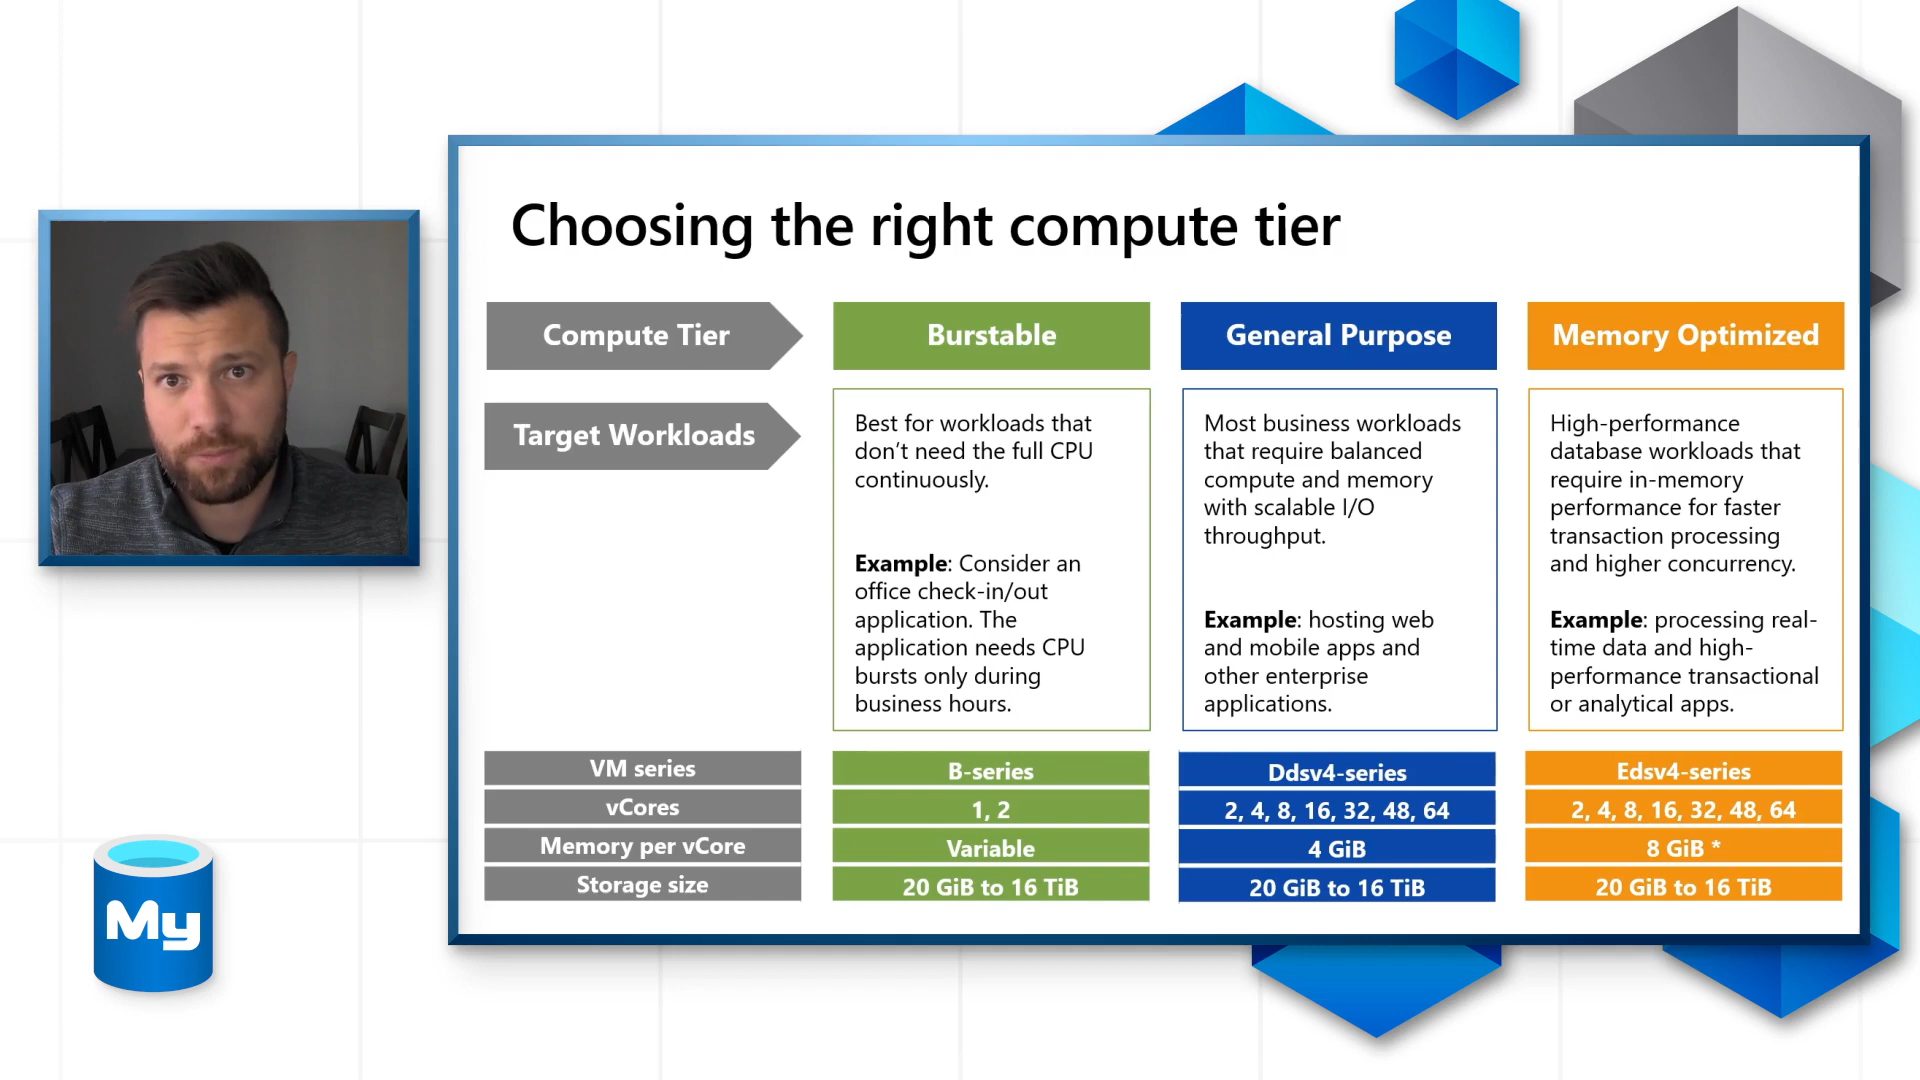 Choosing the right compute tier
Compute Tier
Burstable
General Purpose
Memory Optimized
Target Workloads
Best for workloads that
don’t need the full CPU
continuously.
Example: Consider an
office check-in/out
application. The
application needs CPU
bursts only during
business hours.
Most business workloads
that require balanced
compute and memory
with scalable I/O
throughput.
Example: hosting web
and mobile apps and
other enterprise
applications.
High-performance
database workloads that
require in-memory
performance for faster
transaction processing
and higher concurrency.
Example: processing real-
time data and high-
performance transactional
or analytical apps.
VM series
B-series
Ddsv4-series
Edsv4-series
vCores
1, 2
2, 4, 8, 16, 32, 48, 64
2, 4, 8, 16, 32, 48, 64
Memory per vCore
Variable
4 GiB
8 GiB *
Storage size
20 GiB to 16 TiB
20 GiB to 16 TiB
20 GiB to 16 TiB
My